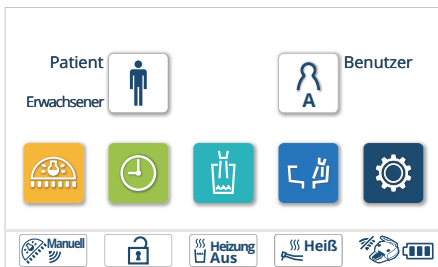 Patient
Erwachsener
A
Benutzer
Manuell
Heizung
Aus
Heiß